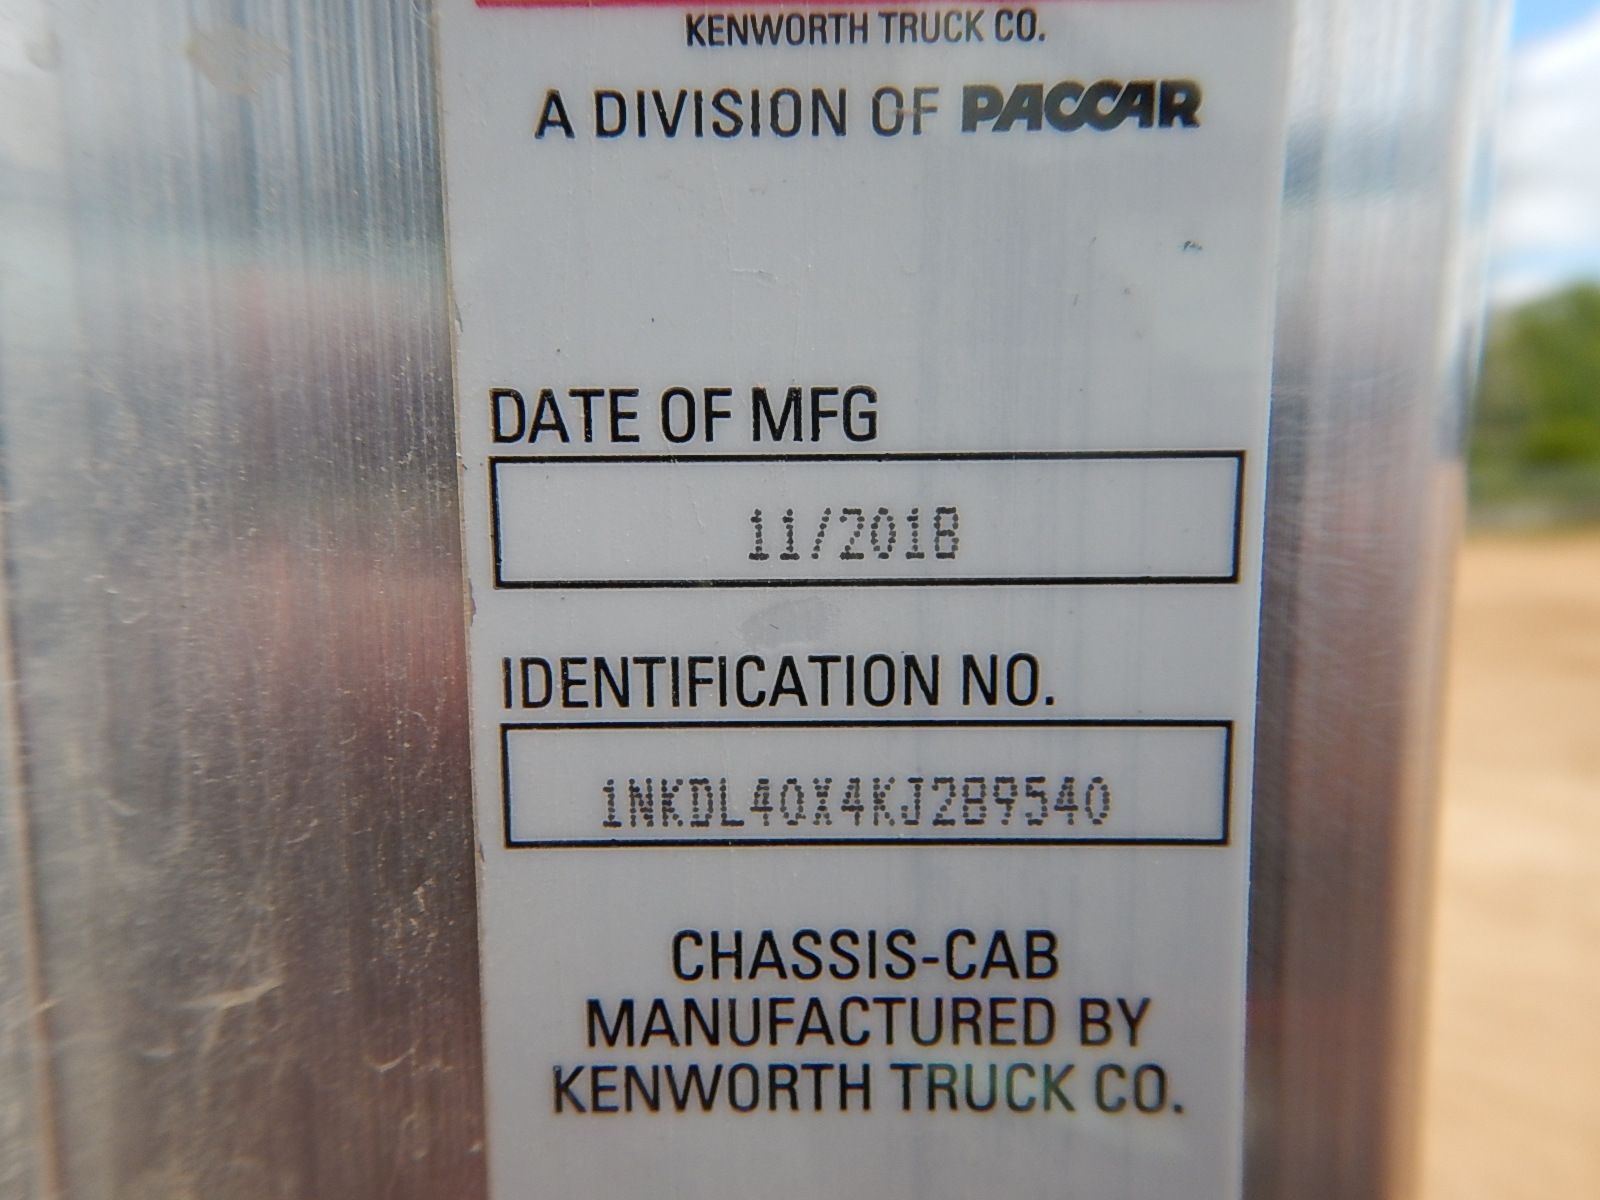 KENWORTH TRUCK CO.
A DIVISION OF PACCAR
DATE OF MFG
11/2018
IDENTIFICATION NO.
1NKDL40X4KJ289540
CHASSIS-CAB
MANUFACTURED BY
KENWORTH TRUCK CO.